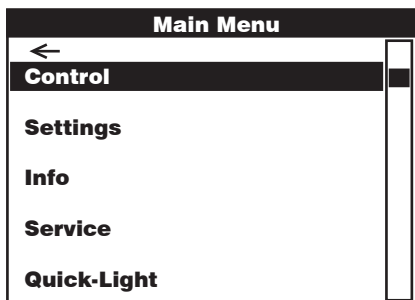 Main Menu
←
Control
Settings
Info
Service
Quick-Light